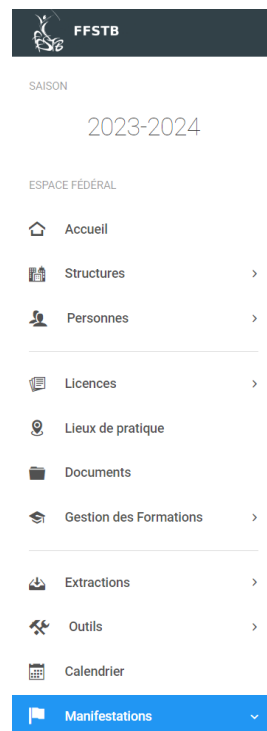 FFSTB
SAISON
2023-2024
ESPACE FÉDÉRAL
Accueil
Structures
Personnes
Licences
Lieux de pratique
Documents
Gestion des Formations
Extractions
Outils
Calendrier
Manifestations